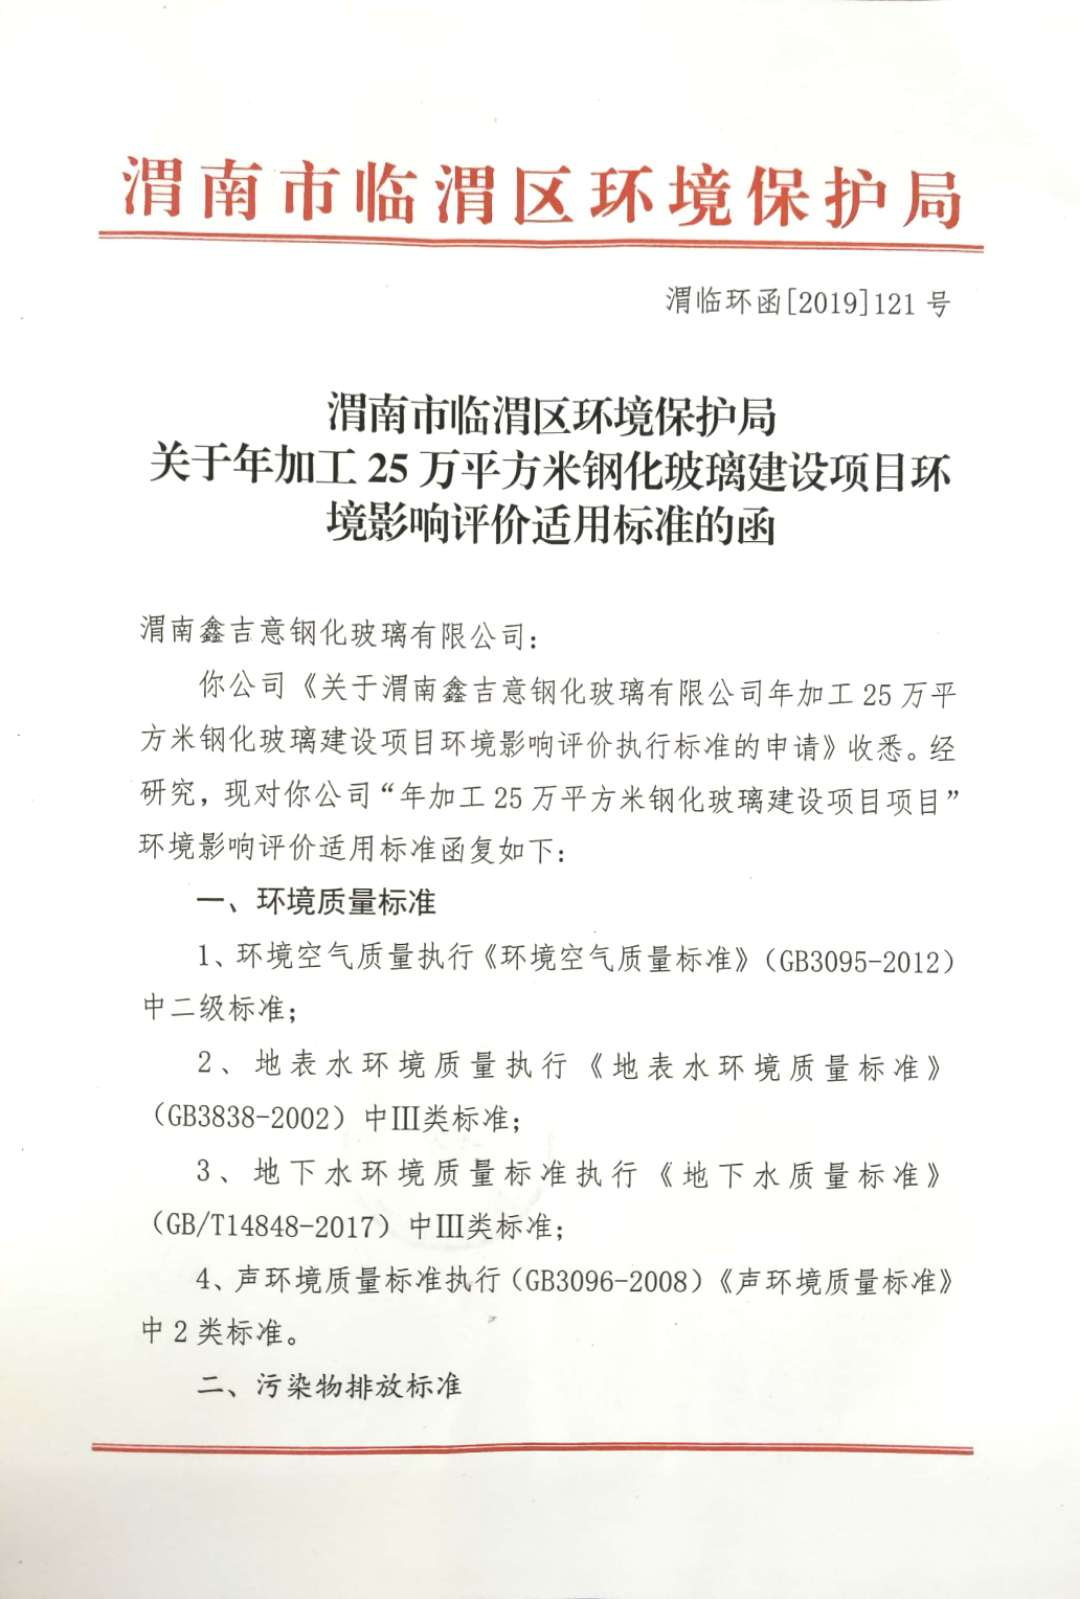 渭南市临渭区环境保护局
渭临环函[2019]121号
渭南市临渭区环境保护局
关于年加工25万平方米钢化玻璃建设项目环
境影响评价适用标准的函
渭南鑫吉意钢化玻璃有限公司：
你公司《关于渭南鑫吉意钢化玻璃有限公司年加工25万平
方米钢化玻璃建设项目环境影响评价执行标准的申请》收悉。经
研究，现对你公司“年加工25万平方米钢化玻璃建设项目项目”
环境影响评价适用标准函复如下：
一、环境质量标准
1、环境空气质量执行《环境空气质量标准》（GB3095-2012）
中二级标准；
2、地表水环境质量执行《地表水环境质量标准》
（GB3838-2002）中Ⅲ类标准；
3、地下水环境质量标准执行《地下水质量标准》
（GB/T14848-2017）中Ⅲ类标准；
4、声环境质量标准执行（GB3096-2008）《声环境质量标准》
中2类标准。
二、污染物排放标准